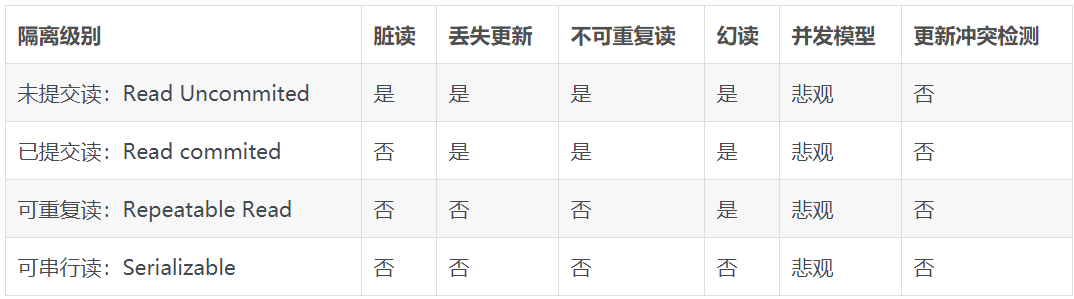 隔离级别 脏读 丢失更新 不可重复读 幻读 并发模型 更新冲突检测
未提交读：Read Uncommited 是 是 是 是 悲观 否
已提交读：Read commited 否 是 是 是 悲观 否
可重复读：Repeatable Read 否 否 否 是 悲观 否
可串行读：Serializable 否 否 否 否 悲观 否